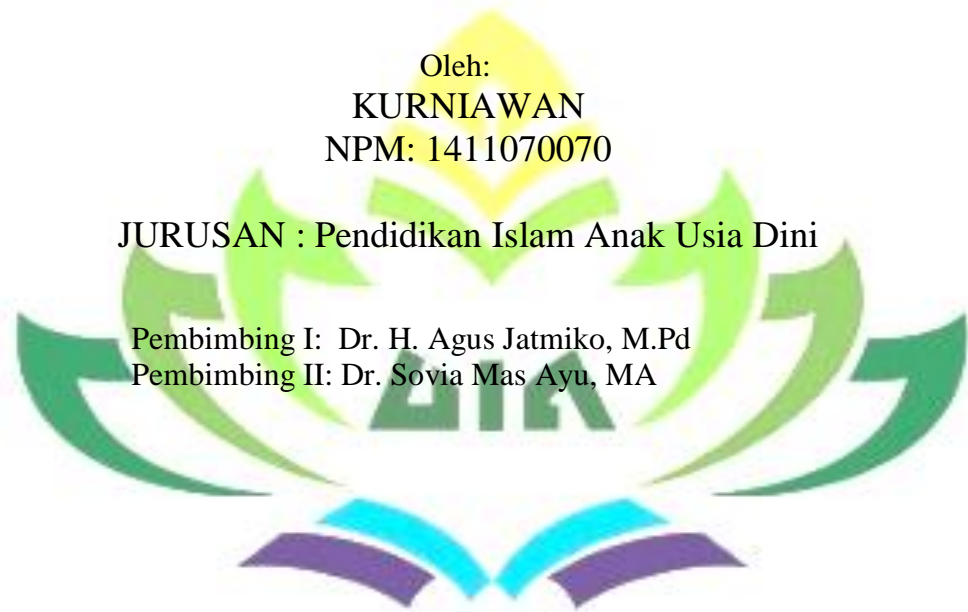 Oleh:
KURNIAWAN
NPM: 1411070070
JURUSAN : Pendidikan Islam Anak Usia Dini
Pembimbing I: Dr. H. Agus Jatmiko, M.Pd
Pembimbing II: Dr. Sovia Mas Ayu, MA